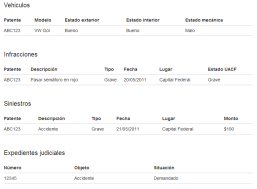 Vehículos
Patente Modelo Estado exterior Estado interior Estado mecánico
ABC123 VW Gol Bueno Bueno Malo
Infracciones
Patente Descripción Tipo Fecha Lugar Estado UACF
ABC123 Pasar semáforo en rojo Grave 20/05/2011 Capital Federal Grave
Siniestros
Patente Descripción Tipo Fecha Lugar Monto
ABC123 Accidente Grave 21/05/2011 Capital Federal $100
Expedientes judiciales
Número Objeto Situación
12345 Accidente Demandado